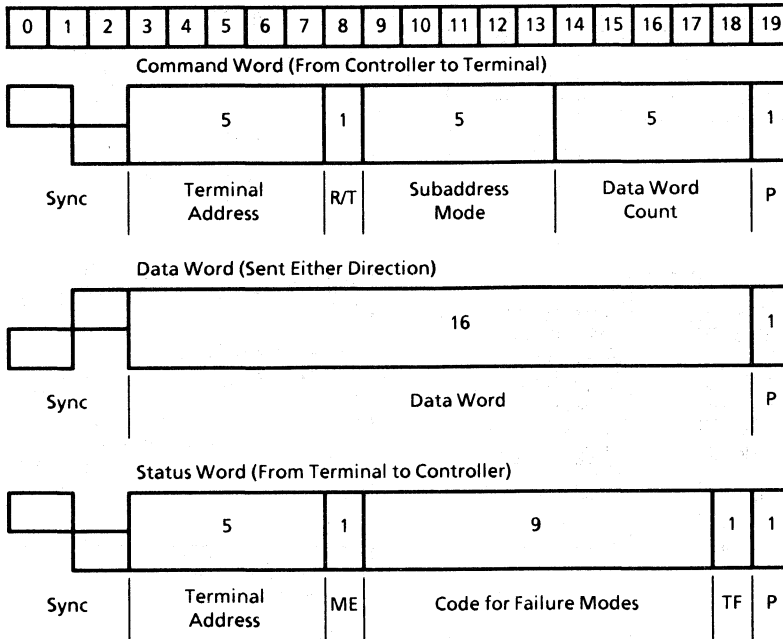 0 1 2 3 4 5 6 7 8 9 10 11 12 13 14 15 16 17 18 19
Command Word (From Controller to Terminal)
5 1 5 5 1
Sync Terminal Address R/T Subaddress Mode Data Word Count P
Data Word (Sent Either Direction)
16 1
Sync Data Word P
Status Word (From Terminal to Controller)
5 1 9 1 1
Sync Terminal Address ME Code for Failure Modes TF P